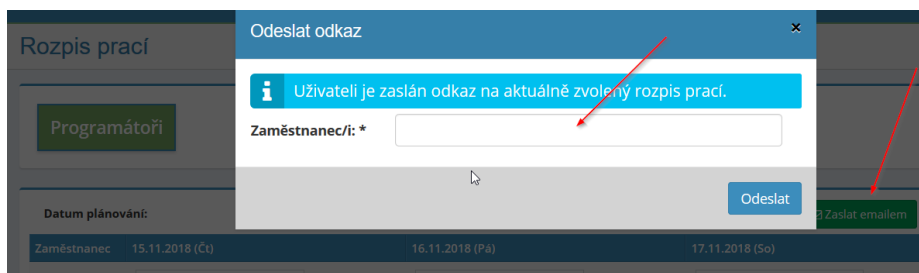 Rozpis prací
Odeslat odkaz
×
Uživateli je zaslán odkaz na aktuálně zvolený rozpis prací.
Programátoři
Zaměstnanec/i: *
Odeslat
Datum plánování:
Zaslat emailem
Zaměstnanec 15.11.2018 (Čt) 16.11.2018 (Pá) 17.11.2018 (So)